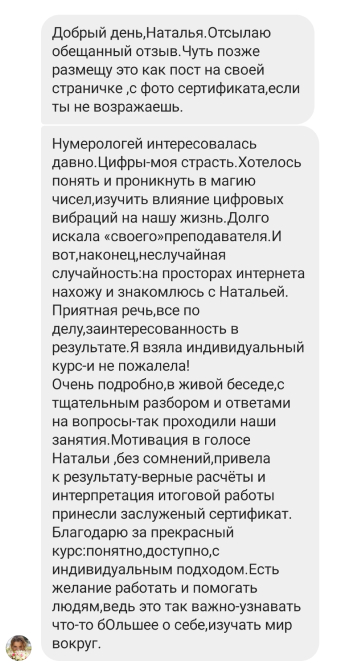 Добрый день,Наталья.Отсылаю
обещанный отзыв.Чуть позже
размещу это как пост на своей
страничке ,с фото сертификата,если
ты не возражаешь.
Нумерологей интересовалась
давно.Цифры-моя страсть.Хотелось
понять и проникнуть в магию
чисел,изучить влияние цифровых
вибраций на нашу жизнь.Долго
искала «своего»преподавателя.И
вот,наконец,неслучайная
случайность:на просторах интернета
нахожу и знакомлюсь с Натальей.
Приятная речь,все по
делу,заинтересованность в
результате.Я взяла индивидуальный
курс-и не пожалела!
Очень подробно,в живой беседе,с
тщательным разбором и ответами
на вопросы-так проходили наши
занятия.Мотивация в голосе
Натальи ,без сомнений,привела
к результату-верные расчёты и
интерпретация итоговой работы
принесли заслуженый сертификат.
Благодарю за прекрасный
курс:понятно,доступно,с
индивидуальным подходом.Есть
желание работать и помогать
людям,ведь это так важно-узнавать
что-то бОльшее о себе,изучать мир
вокруг.